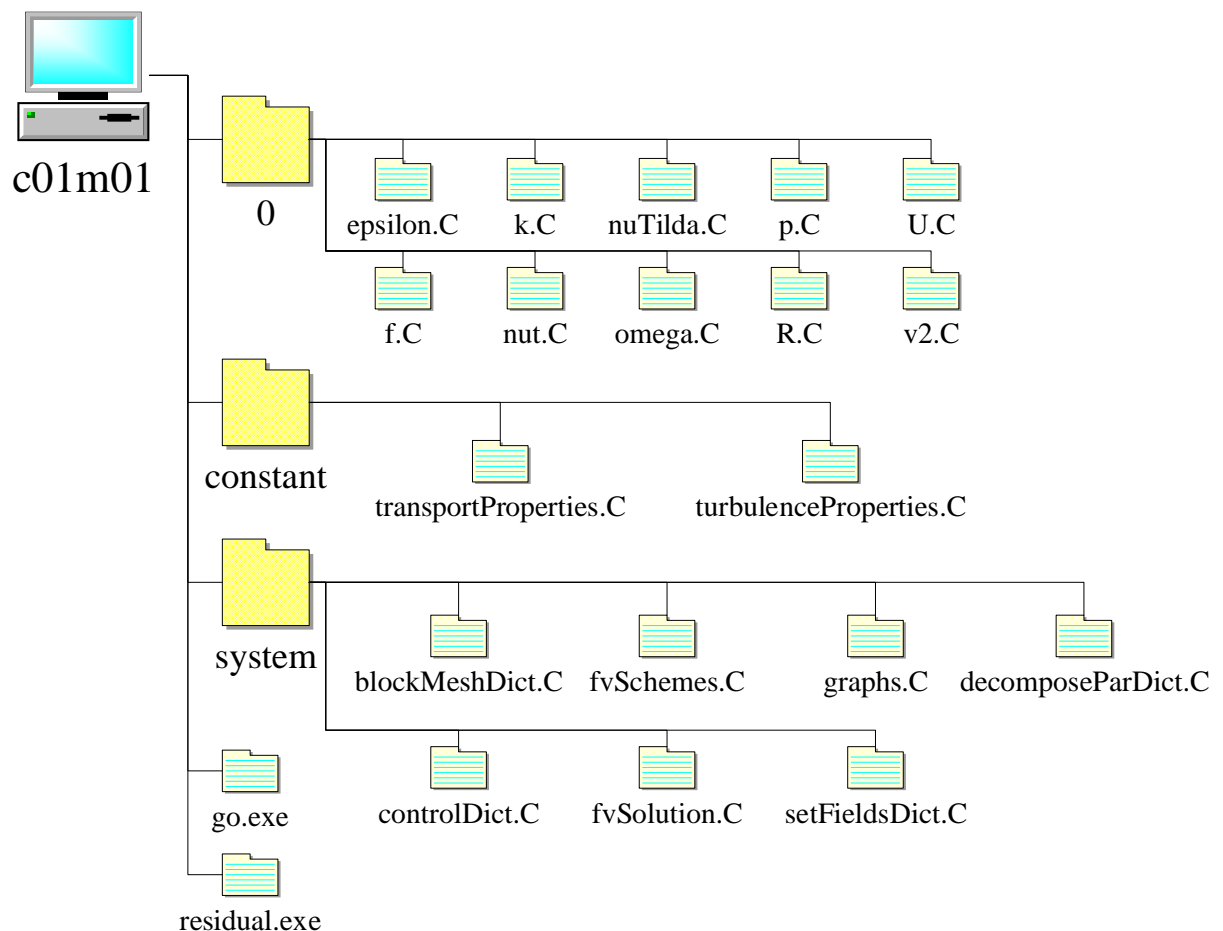 c01m01
0
epsilon.C k.C nuTilda.C p.C U.C
f.C nut.C omega.C R.C v2.C
constant
transportProperties.C turbulenceProperties.C
system
blockMeshDict.C fvSchemes.C graphs.C decomposeParDict.C
controlDict.C fvSolution.C setFieldsDict.C
go.exe
residual.exe